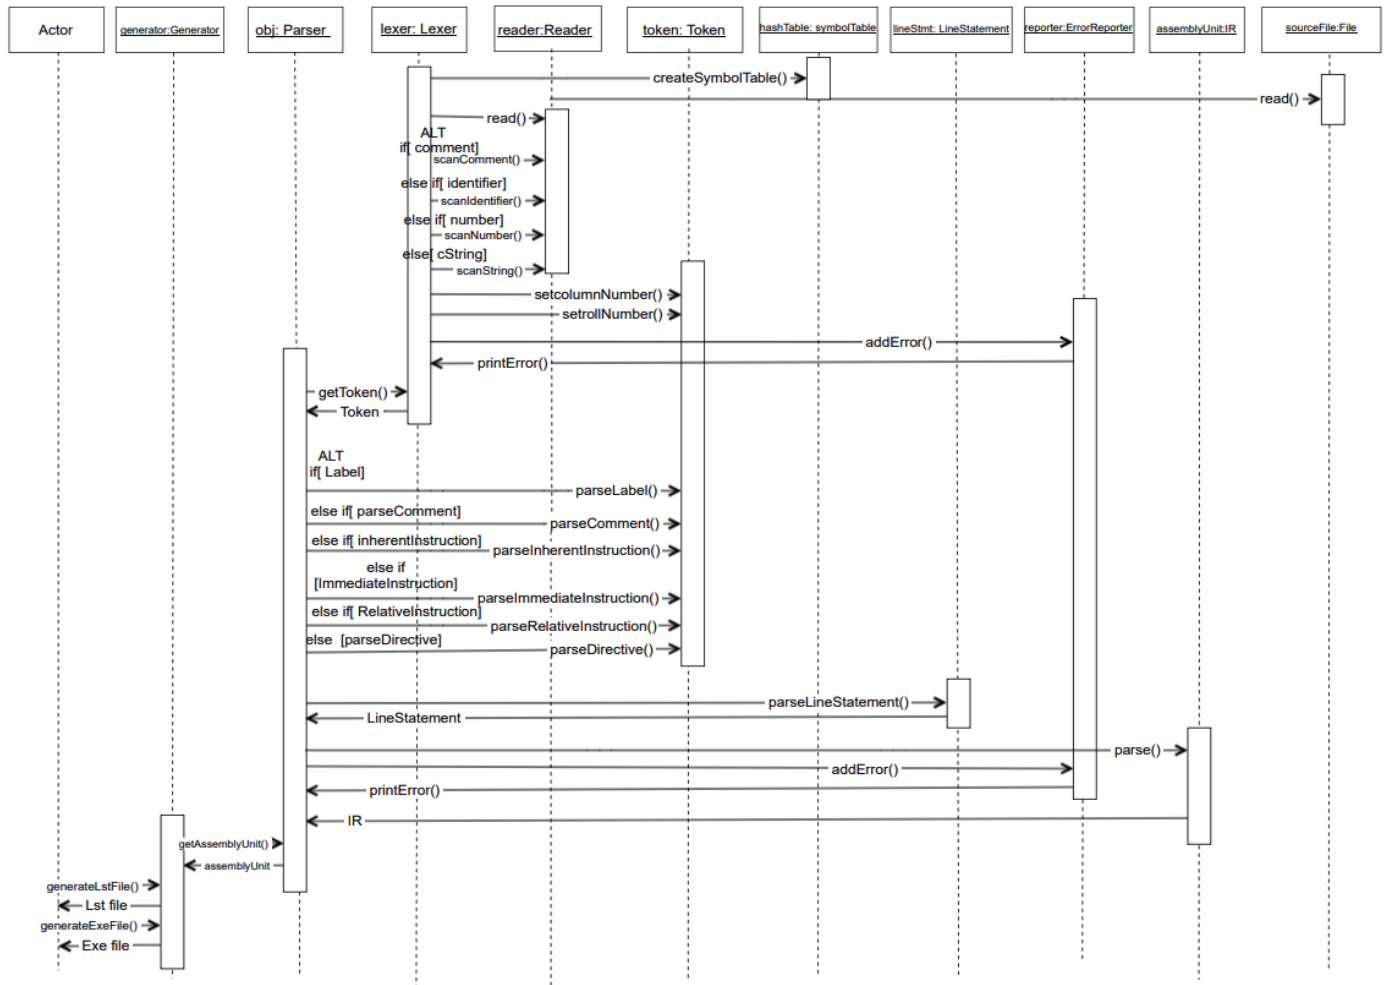 Actor
generator:Generator
obj: Parser
lexer: Lexer
reader:Reader
token: Token
hashTable: symbolTable
lineStmt: LineStatement
reporter:ErrorReporter
assemblyUnit:IR
sourceFile:File
createSymbolTable()
read()
read()
ALT
if[ comment]
scanComment()
else if[ identifier]
scanIdentifier()
else if[ number]
scanNumber()
else[ cString]
scanString()
setcolumnNumber()
setrollNumber()
addError()
printError()
getToken()
Token
ALT
if[ Label]
parseLabel()
else if[ parseComment]
parseComment()
else if[ inherentInstruction]
parseInherentInstruction()
else if
[ImmediateInstruction]
parseImmediateInstruction()
else if[ RelativeInstruction]
parseRelativeInstruction()
else [parseDirective]
parseDirective()
parseLineStatement()
LineStatement
parse()
addError()
printError()
IR
getAssemblyUnit()
assemblyUnit
generateLstFile()
Lst file
generateExeFile()
Exe file